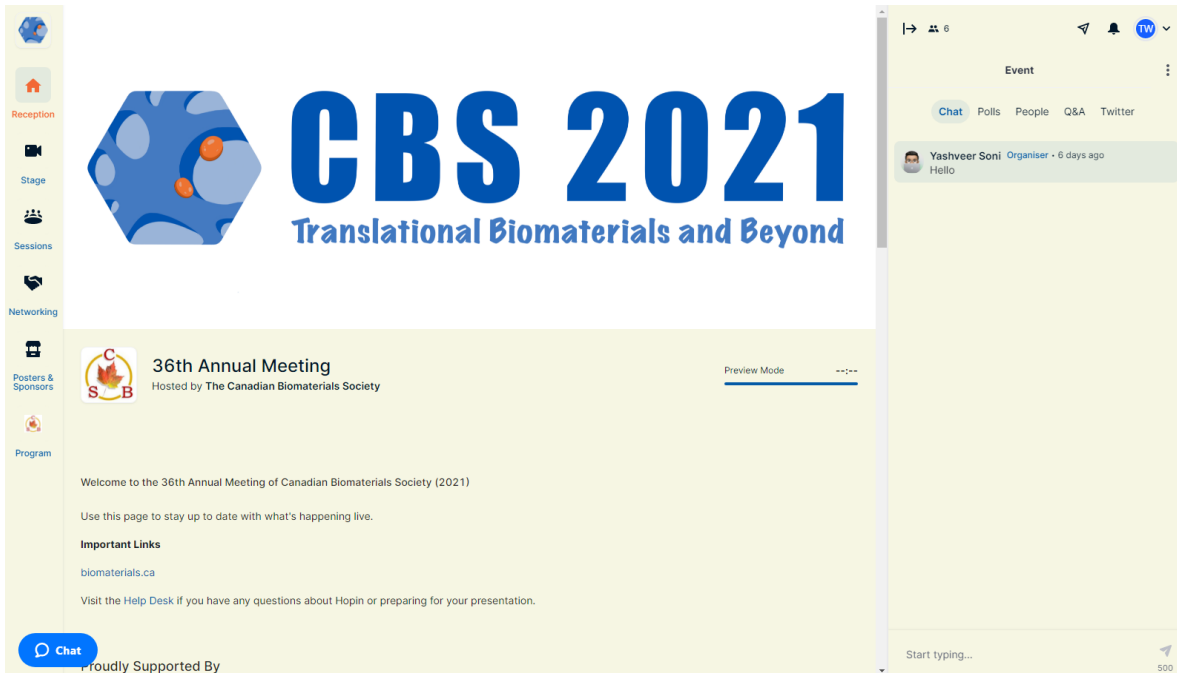 Reception
Stage
Sessions
Networking
Posters &
Sponsors
Program
CBS 2021
Translational Biomaterials and Beyond
C
S B
36th Annual Meeting
Hosted by The Canadian Biomaterials Society
Preview Mode --:--
Welcome to the 36th Annual Meeting of Canadian Biomaterials Society (2021)
Use this page to stay up to date with what's happening live.
Important Links
biomaterials.ca
Visit the Help Desk if you have any questions about Hopin or preparing for your presentation.
Chat
Proudly Supported By
6
TW
Event
Chat Polls People Q&A Twitter
Yashveer Soni Organiser • 6 days ago
Hello
Start typing...
500